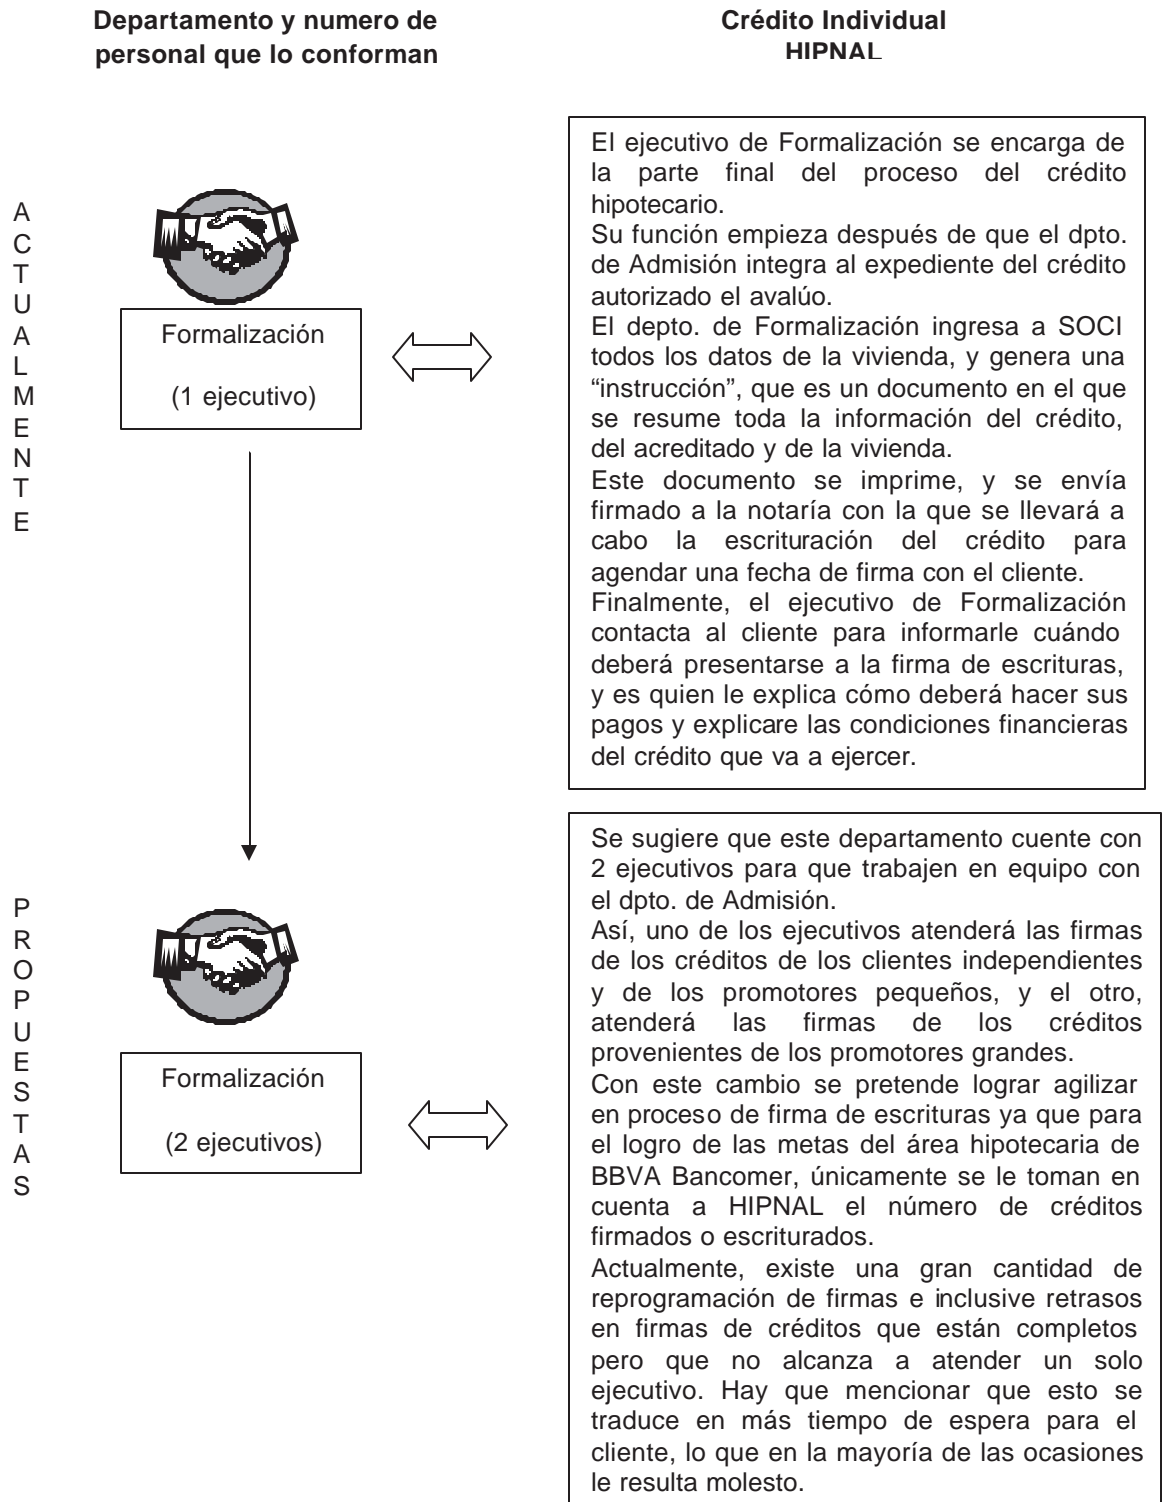 Departamento y numero de
personal que lo conforman
Crédito Individual
HIPNAL
A
C
T
U
A
L
M
E
N
T
E
Formalización
(1 ejecutivo)
El ejecutivo de Formalización se encarga de
la parte final del proceso del crédito
hipotecario.
Su función empieza después de que el dpto.
de Admisión integra al expediente del crédito
autorizado el avalúo.
El depto. de Formalización ingresa a SOCI
todos los datos de la vivienda, y genera una
“instrucción”, que es un documento en el que
se resume toda la información del crédito,
del acreditado y de la vivienda.
Este documento se imprime, y se envía
firmado a la notaría con la que se llevará a
cabo la escrituración del crédito para
agendar una fecha de firma con el cliente.
Finalmente, el ejecutivo de Formalización
contacta al cliente para informarle cuándo
deberá presentarse a la firma de escrituras,
y es quien le explica cómo deberá hacer sus
pagos y explicare las condiciones financieras
del crédito que va a ejercer.
P
R
O
P
U
E
S
T
A
S
Formalización
(2 ejecutivos)
Se sugiere que este departamento cuente con
2 ejecutivos para que trabajen en equipo con
el dpto. de Admisión.
Así, uno de los ejecutivos atenderá las firmas
de los créditos de los clientes independientes
y de los promotores pequeños, y el otro,
atenderá las firmas de los créditos
provenientes de los promotores grandes.
Con este cambio se pretende lograr agilizar
en proceso de firma de escrituras ya que para
el logro de las metas del área hipotecaria de
BBVA Bancomer, únicamente se le toman en
cuenta a HIPNAL el número de créditos
firmados o escriturados.
Actualmente, existe una gran cantidad de
reprogramación de firmas e inclusive retrasos
en firmas de créditos que están completos
pero que no alcanza a atender un solo
ejecutivo. Hay que mencionar que esto se
traduce en más tiempo de espera para el
cliente, lo que en la mayoría de las ocasiones
le resulta molesto.